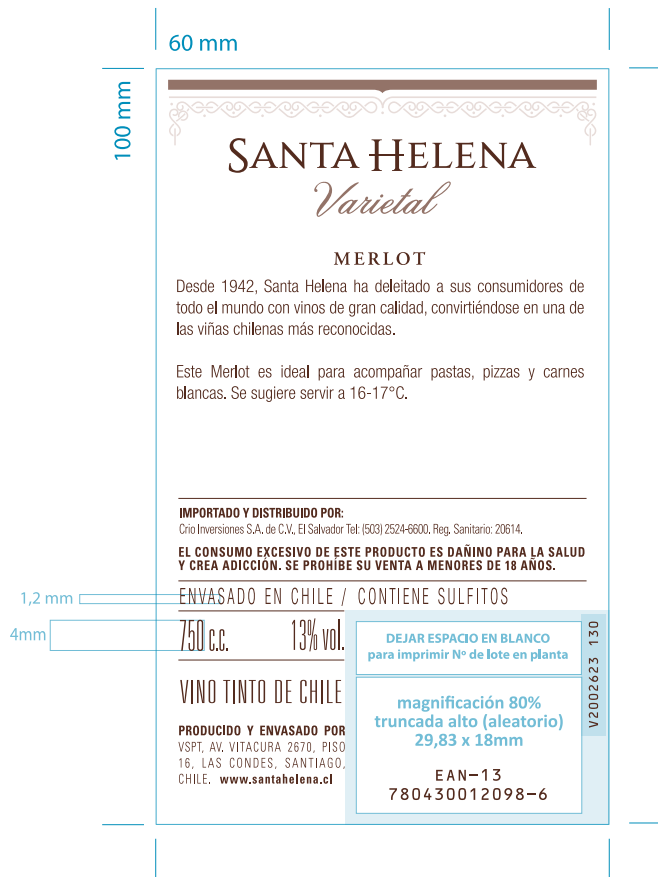 60 mm
100 mm
SANTA HELENA
Varietal
MERLOT
Desde 1942, Santa Helena ha deleitado a sus consumidores de
todo el mundo con vinos de gran calidad, convirtiéndose en una de
las viñas chilenas más reconocidas.
Este Merlot es ideal para acompañar pastas, pizzas y carnes
blancas. Se sugiere servir a 16-17°C.
IMPORTADO Y DISTRIBUIDO POR:
Crio Inversiones S.A. de C.V., El Salvador Tel: (503) 2524-6600. Reg. Sanitario: 20614.
EL CONSUMO EXCESIVO DE ESTE PRODUCTO ES DAÑINO PARA LA SALUD
Y CREA ADICCIÓN. SE PROHIBE SU VENTA A MENORES DE 18 AÑOS.
1,2 mm
ENVASADO EN CHILE / CONTIENE SULFITOS
4mm
750 c.c. 13% vol.
VINO TINTO DE CHILE
PRODUCIDO Y ENVASADO POR
VSPT, AV. VITACURA 2670, PISO
16, LAS CONDES, SANTIAGO,
CHILE. www.santahelena.cl
DEJAR ESPACIO EN BLANCO
para imprimir Nº de lote en planta
V2002623 130
magnificación 80%
truncada alto (aleatorio)
29,83 x 18mm
EAN-13
780430012098-6